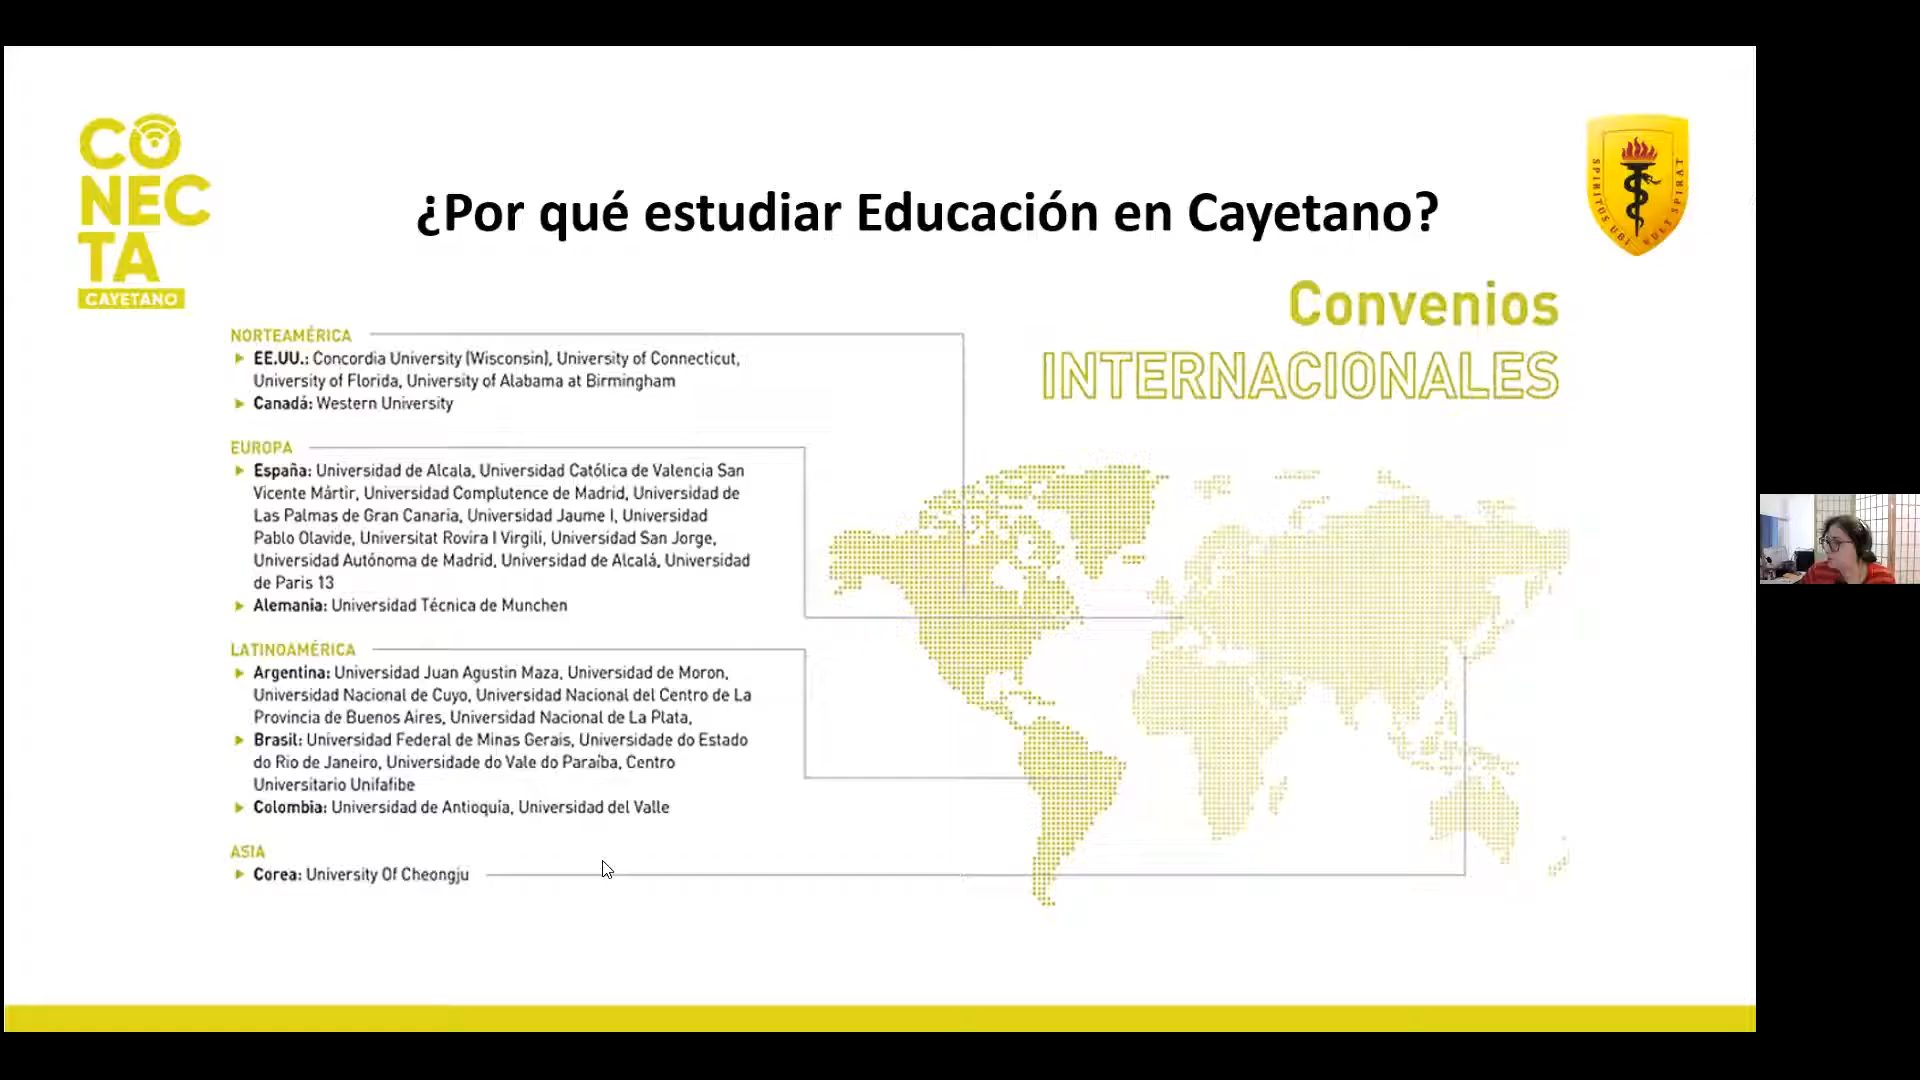 CO
NEC
TA
CAYETANO
¿Por qué estudiar Educación en Cayetano?
SPIRITUS UBI VULT SPIRAT
Convenios
INTERNACIONALES
NORTEAMÉRICA
EE.UU.: Concordia University (Wisconsin), University of Connecticut,
University of Florida, University of Alabama at Birmingham
Canadá: Western University
EUROPA
España: Universidad de Alcala, Universidad Católica de Valencia San
Vicente Mártir, Universidad Complutence de Madrid, Universidad de
Las Palmas de Gran Canaria, Universidad Jaume I, Universidad
Pablo Olavide, Universitat Rovira I Virgili, Universidad San Jorge,
Universidad Autónoma de Madrid, Universidad de Alcalá, Universidad
de Paris 13
Alemania: Universidad Técnica de Munchen
LATINOAMÉRICA
Argentina: Universidad Juan Agustin Maza, Universidad de Moron,
Universidad Nacional de Cuyo, Universidad Nacional del Centro de La
Provincia de Buenos Aires, Universidad Nacional de La Plata,
Brasil: Universidad Federal de Minas Gerais, Universidade do Estado
do Rio de Janeiro, Universidade do Vale do Paraíba, Centro
Universitario Unifafibe
Colombia: Universidad de Antioquía, Universidad del Valle
ASIA
Corea: University Of Cheongju